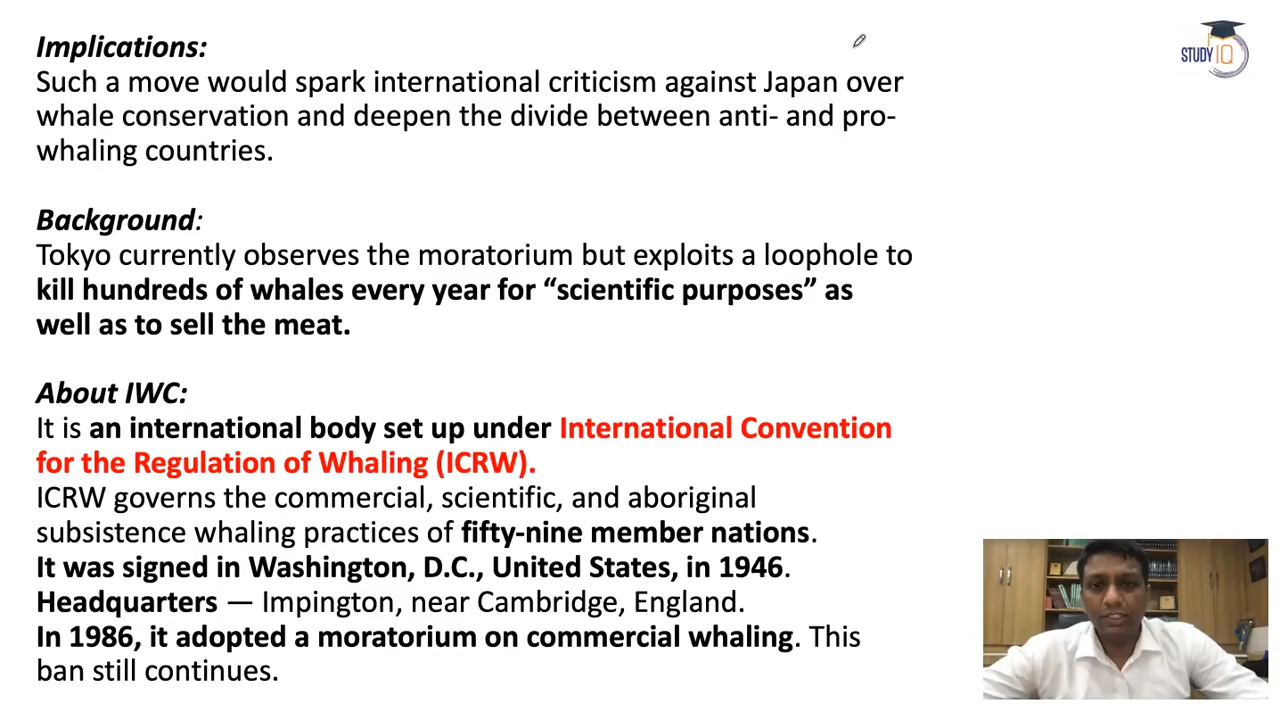 Implications:
Such a move would spark international criticism against Japan over
whale conservation and deepen the divide between anti- and pro-
whaling countries.
Background:
Tokyo currently observes the moratorium but exploits a loophole to
kill hundreds of whales every year for “scientific purposes” as
well as to sell the meat.
About IWC:
It is an international body set up under International Convention
for the Regulation of Whaling (ICRW).
ICRW governs the commercial, scientific, and aboriginal
subsistence whaling practices of fifty-nine member nations.
It was signed in Washington, D.C., United States, in 1946.
Headquarters — Impington, near Cambridge, England.
In 1986, it adopted a moratorium on commercial whaling. This
ban still continues.
STUDY IQ